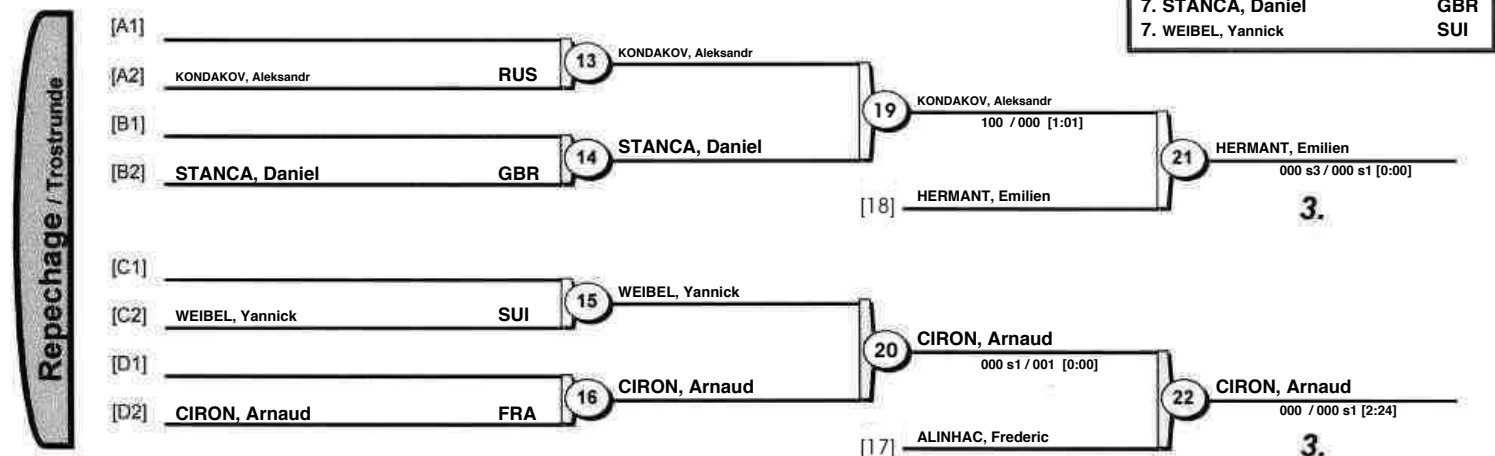 7. STANCA, Daniel GBR
7. WEIBEL, Yannick SUI
Repechage / Trostrunde
[A1]
[A2] KONDAKOV, Aleksandr RUS
13 KONDAKOV, Aleksandr
[B1]
[B2] STANCA, Daniel GBR
14 STANCA, Daniel
19 KONDAKOV, Aleksandr
100 / 000 [1:01]
[18] HERMANT, Emilien
21 HERMANT, Emilien
000 s3 / 000 s1 [0:00]
3.
[C1]
[C2] WEIBEL, Yannick SUI
15 WEIBEL, Yannick
[D1]
[D2] CIRON, Arnaud FRA
16 CIRON, Arnaud
20 CIRON, Arnaud
000 s1 / 001 [0:00]
[17] ALINHAC, Frederic
22 CIRON, Arnaud
000 / 000 s1 [2:24]
3.